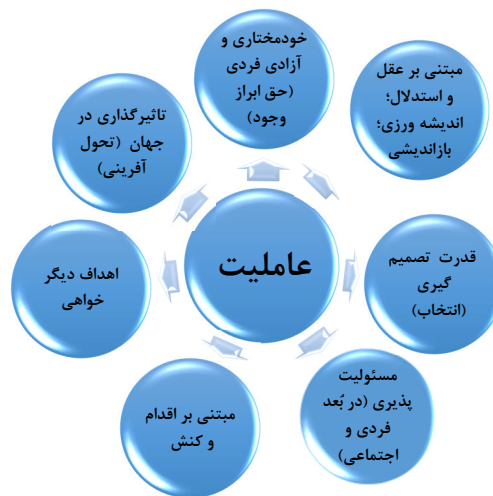 خودمختاری و
آزادی فردی
(حق ابراز
وجود)
مبتنی بر عقل
و استدلال؛
اندیشه ورزی؛
بازاندیشی
قدرت تصمیم
گیری
(انتخاب)
مسئولیت
پذیری (در بُعد
فردی و
اجتماعی)
مبتنی بر اقدام
و کنش
اهداف دیگر
خواهی
تاثیرگذاری در
جهان (تحول
آفرینی)
عاملیت